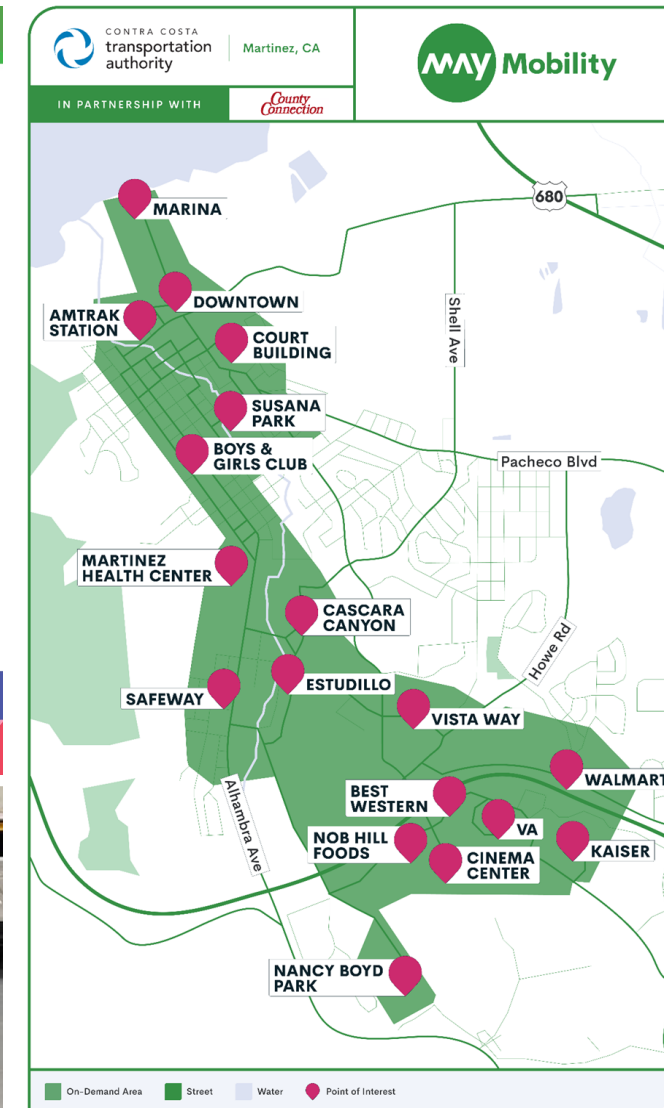 CONTRA COSTA
transportation
authority
Martinez, CA
MAY Mobility
IN PARTNERSHIP WITH
County
Connection
680
MARINA
DOWNTOWN
AMTRAK
STATION
COURT
BUILDING
Shell Ave
SUSANA
PARK
BOYS &
GIRLS CLUB
Pacheco Blvd
MARTINEZ
HEALTH CENTER
CASCARA
CANYON
Howe Rd
ESTUDILLO
SAFEWAY
VISTA WAY
WALMART
BEST
WESTERN
Alhambra Ave
VA
NOB HILL
FOODS
KAISER
CINEMA
CENTER
NANCY BOYD
PARK
On-Demand Area
Street
Water
Point of Interest